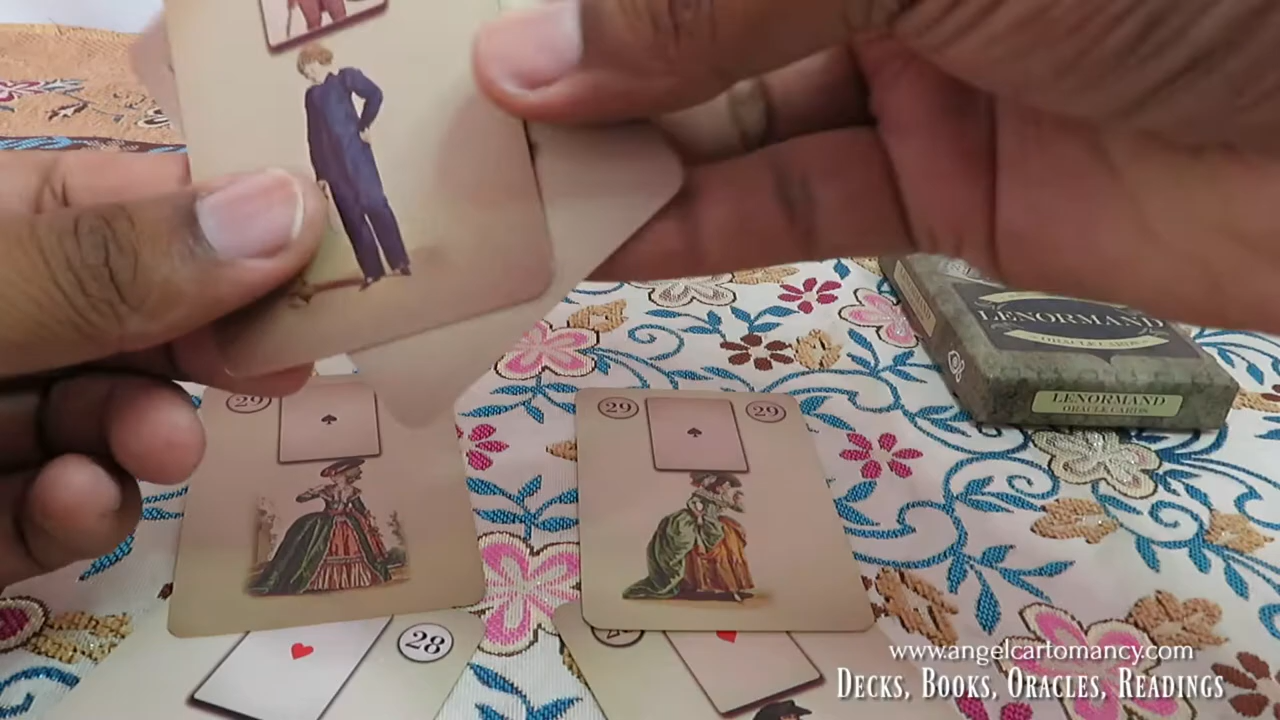 LENORMAND
ORACLE CARDS
LENORMAND
ORACLE CARDS
29
29
29
28
www.angelcartomancy.com
DECKS, BOOKS, ORACLES, READINGS